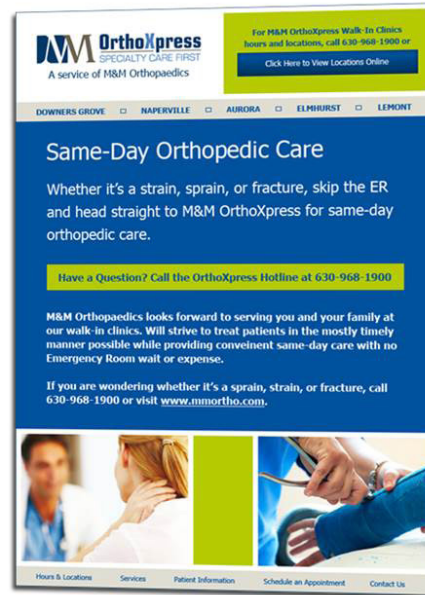 For M&M OrthoXpress Walk-In Clinics
hours and locations, call 630-968-1900 or
Click Here to View Locations Online
MM OrthoXpress
SPECIALTY CARE FIRST
A service of M&M Orthopaedics
DOWNERS GROVE □ NAPERVILLE □ AURORA □ ELMHURST □ LEMONT
Same-Day Orthopedic Care
Whether it's a strain, sprain, or fracture, skip the ER
and head straight to M&M OrthoXpress for same-day
orthopedic care.
Have a Question? Call the OrthoXpress Hotline at 630-968-1900
M&M Orthopaedics looks forward to serving you and your family at
our walk-in clinics. Will strive to treat patients in the mostly timely
manner possible while providing conveinent same-day care with no
Emergency Room wait or expense.
If you are wondering whether it's a sprain, strain, or fracture, call
630-968-1900 or visit www.mmortho.com.
Hours & Locations Services Patient Information Schedule an Appointment Contact Us